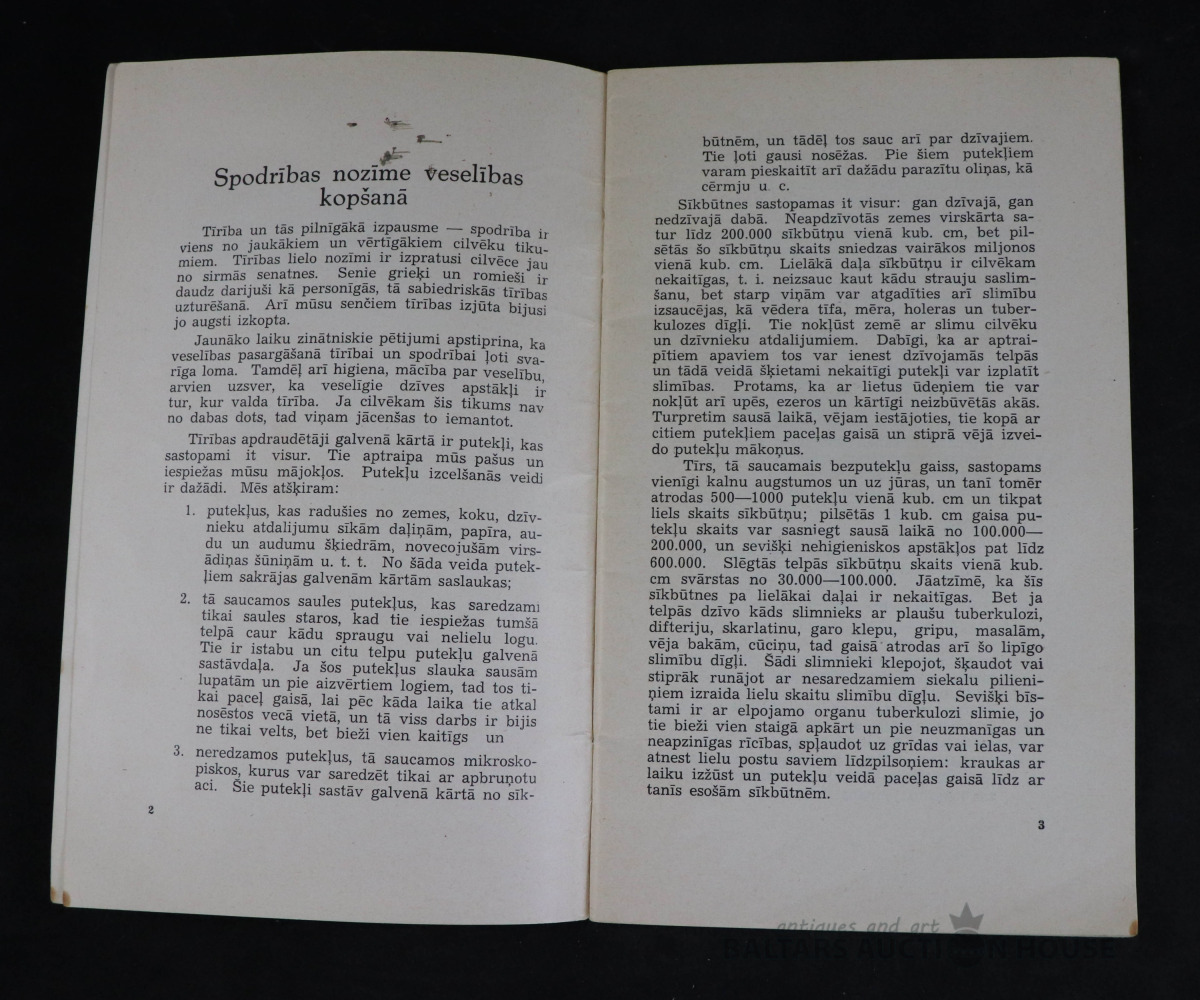 Spodrības nozīme veselības
kopšanā
Tīrība un tās pilnīgākā izpausme — spodrība ir
viens no jaukākiem un vērtīgākiem cilvēku tiku-
miem. Tīrības lielo nozīmi ir izpratusi cilvēce jau
no sirmās senatnes. Senie grieķi un romieši ir
daudz darijuši kā personīgās, tā sabiedriskās tīrības
uzturēšanā. Arī mūsu senčiem tīrības izjūta bijusi
jo augsti izkopta.
Jaunāko laiku zinātniskie pētijumi apstiprina, ka
veselības pasargāšanā tīrībai un spodrībai ļoti sva-
rīga loma. Tamdēļ arī higiena, mācība par veselību,
arvien uzsver, ka veselīgie dzīves apstākļi ir
tur, kur valda tīrība. Ja cilvēkam šis tikums nav
no dabas dots, tad viņam jācenšas to iemantot.
Tīrības apdraudētāji galvenā kārtā ir putekļi, kas
sastopami it visur. Tie aptraipa mūs pašus un
iespiežas mūsu mājokļos. Putekļu izcelšanās veidi
ir dažādi. Mēs atšķiram:
1. putekļus, kas radušies no zemes, koku, dzīv-
nieku atdalijumu sīkām daļiņām, papīra, au-
du un audumu šķiedrām, novecojušām virs-
ādiņas šūniņām u. t. t. No šāda veida putek-
ļiem sakrājas galvenām kārtām saslaukas;
2. tā saucamos saules putekļus, kas saredzami
tikai saules staros, kad tie iespiežas tumšā
telpā caur kādu spraugu vai nelielu logu.
Tie ir istabu un citu telpu putekļu galvenā
sastāvdaļa. Ja šos putekļus slauka sausām
lupatām un pie aizvērtiem logiem, tad tos ti-
kai paceļ gaisā, lai pēc kāda laika tie atkal
nosēstos vecā vietā, un tā viss darbs ir bijis
ne tikai velts, bet bieži vien kaitīgs un
3. neredzamos putekļus, tā saucamos mikrosko-
piskos, kurus var saredzēt tikai ar apbruņotu
aci. Šie putekļi sastāv galvenā kārtā no sīk-
2
būtnēm, un tādēļ tos sauc arī par dzīvajiem.
Tie ļoti gausi nosēžas. Pie šiem putekļiem
varam pieskaitīt arī dažādu parazītu oliņas, kā
cērmju u. c.
Sīkbūtnes sastopamas it visur: gan dzīvajā, gan
nedzīvajā dabā. Neapdzīvotās zemes virskārta sa-
tur līdz 200.000 sīkbūtņu vienā kub. cm, bet pil-
sētās šo sīkbūtņu skaits sniedzas vairākos miljonos
vienā kub. cm. Lielākā daļa sīkbūtņu ir cilvēkam
nekaitīgas, t. i. neizsauc kaut kādu strauju saslim-
šanu, bet starp viņām var atgadīties arī slimību
izsaucējas, kā vēdera tīfa, mēra, holeras un tuber-
kulozes dīgļi. Tie nokļūst zemē ar slimu cilvēku
un dzīvnieku atdalijumiem. Dabīgi, ka ar aptrai-
pītiem apaviem tos var ienest dzīvojamās telpās
un tādā veidā šķietami nekaitīgi putekļi var izplatīt
slimības. Protams, ka ar lietus ūdeņiem tie var
nokļūt arī upēs, ezeros un kārtīgi neizbūvētās akās.
Turpretim sausā laikā, vējam iestājoties, tie kopā ar
citiem putekļiem paceļas gaisā un stiprā vējā izvei-
do putekļu mākoņus.
Tīrs, tā saucamais bezputekļu gaiss, sastopams
vienīgi kalnu augstumos un uz jūras, un tanī tomēr
atrodas 500—1000 putekļu vienā kub. cm un tikpat
liels skaits sīkbūtņu; pilsētās 1 kub. cm gaisa pu-
tekļu skaits var sasniegt sausā laikā no 100.000—
200.000, un sevišķi nehigieniskos apstākļos pat līdz
600.000. Slēgtās telpās sīkbūtņu skaits vienā kub.
cm svārstas no 30.000—100.000. Jāatzīmē, ka šīs
sīkbūtnes pa lielākai daļai ir nekaitīgas. Bet ja
telpās dzīvo kāds slimnieks ar plaušu tuberkulozi,
difteriju, skarlatinu, garo klepu, gripu, masalām,
vēja bakām, cūciņu, tad gaisā atrodas arī šo lipīgo
slimību dīgļi. Šādi slimnieki klepojot, šķaudot vai
stiprāk runājot ar nesaredzamiem siekalu pilieni-
ņiem izraida lielu skaitu slimību dīgļu. Sevišķi bīs-
tami ir ar elpojamo organu tuberkulozi slimie, jo
tie bieži vien staigā apkārt un pie neuzmanīgas un
neapzinīgas rīcības, spļaudot uz grīdas vai ielas, var
atnest lielu postu saviem līdzpilsoņiem: kraukas ar
laiku izžūst un putekļu veidā paceļas gaisā līdz ar
tanīs esošām sīkbūtnēm.
3
antiques and art
BALTARS AUCTION HOUSE